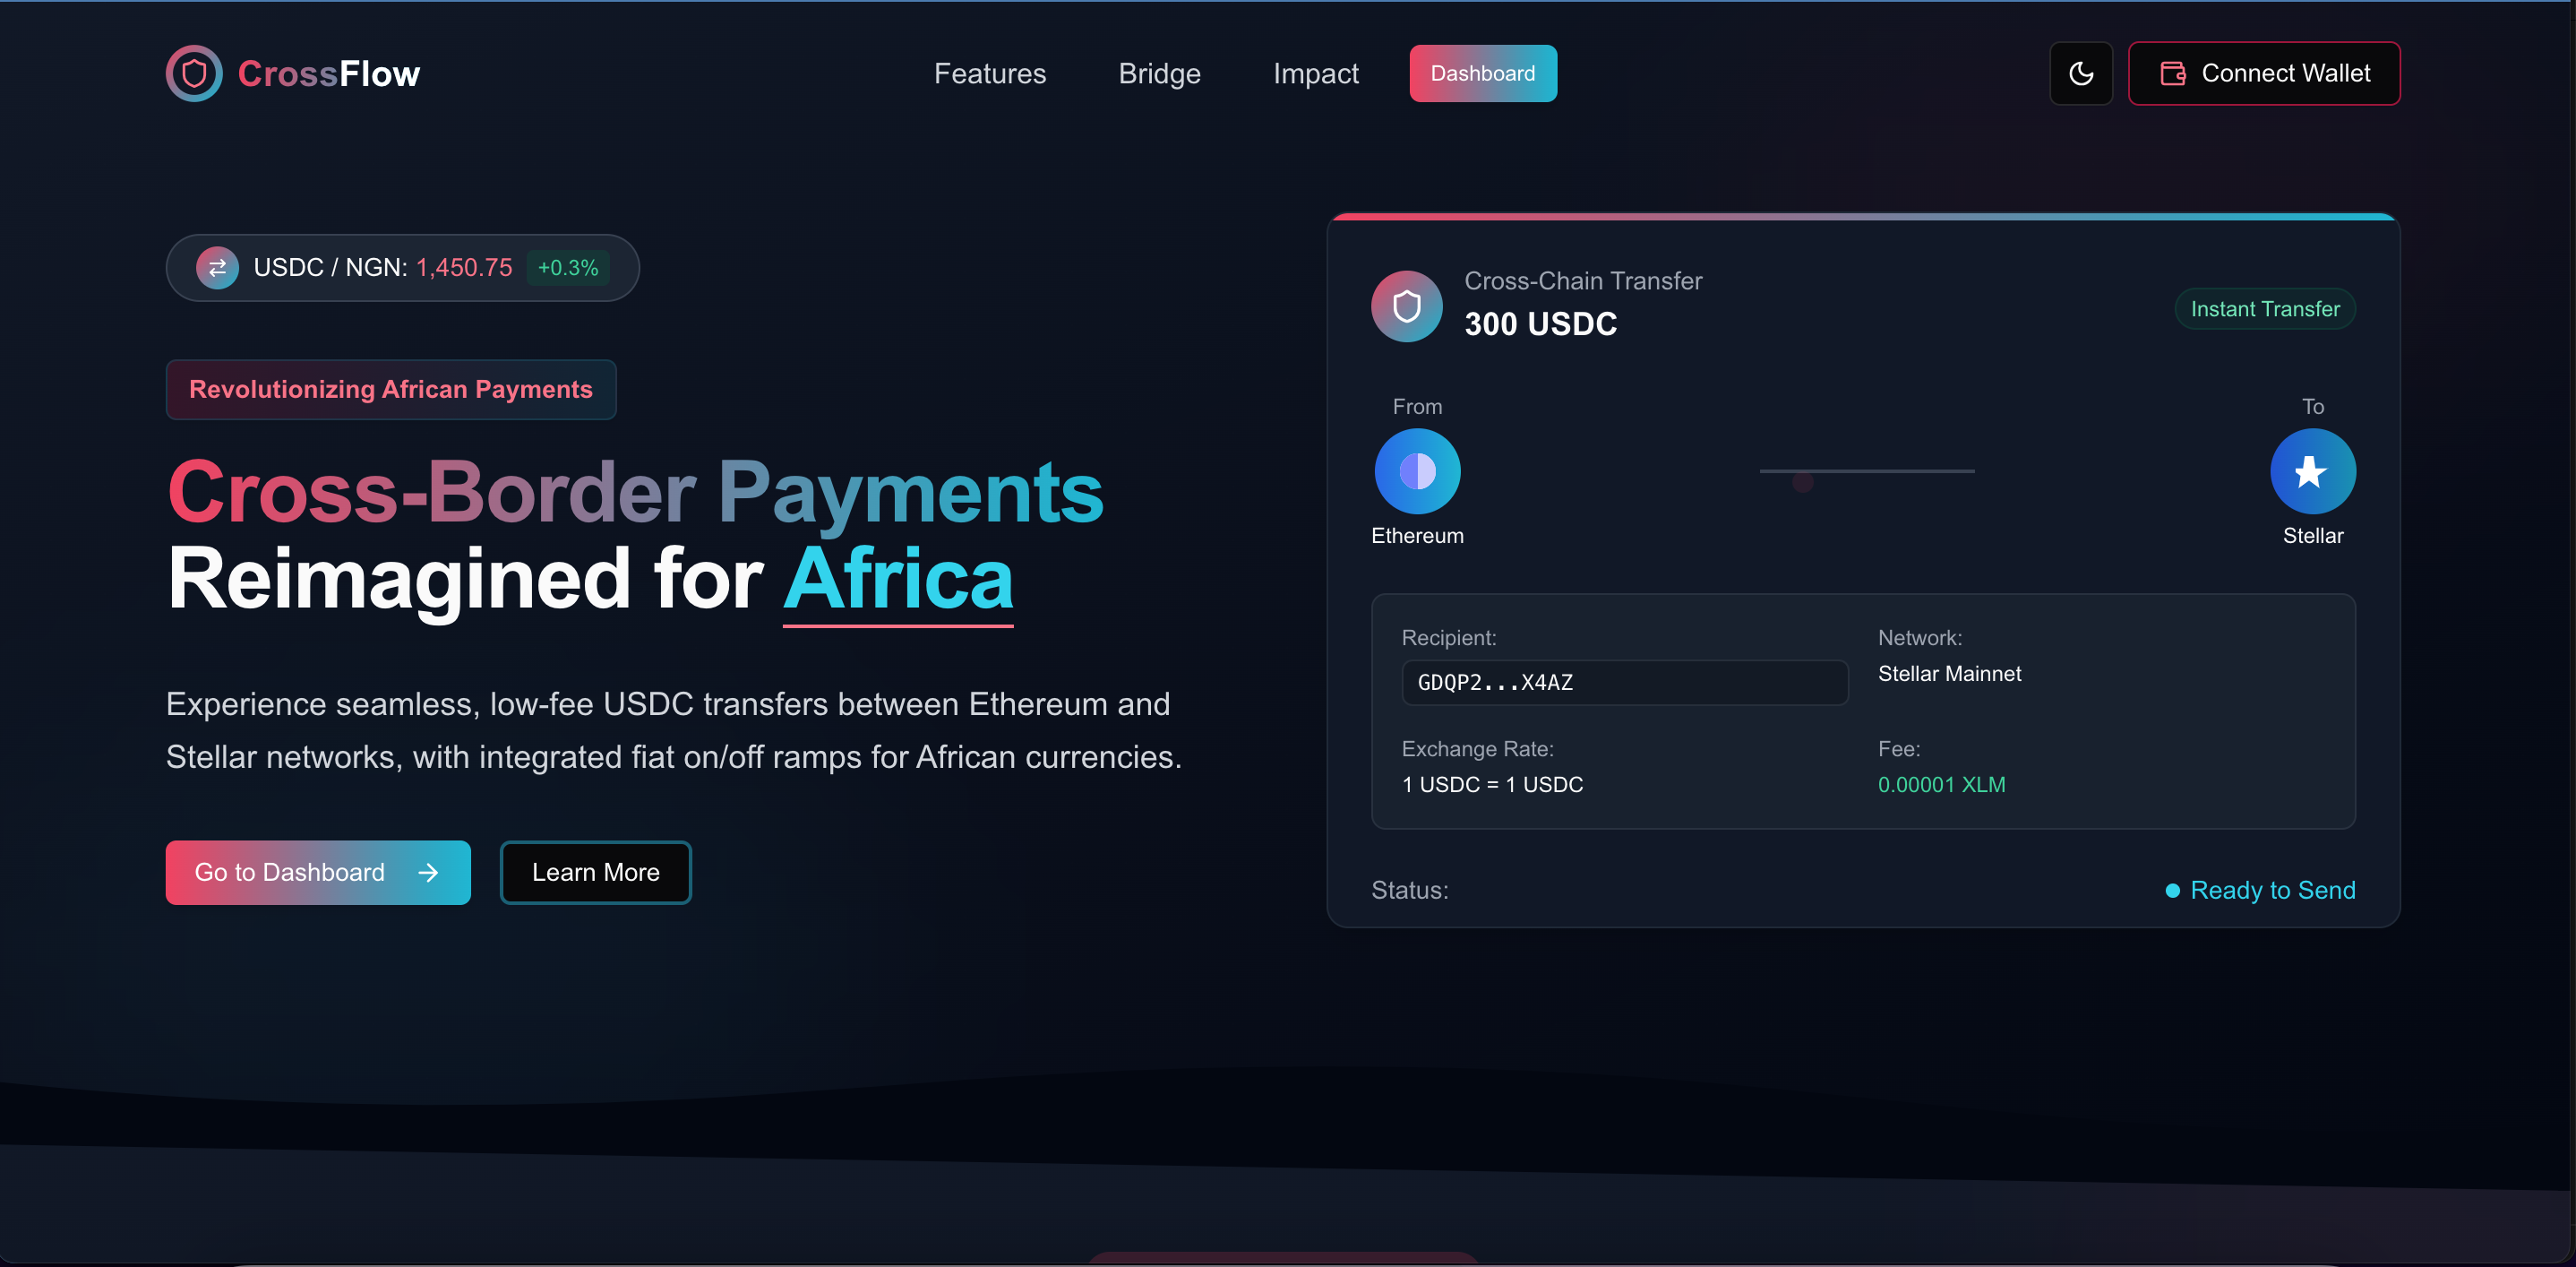 CrossFlow
Features
Bridge
Impact
Dashboard
Connect Wallet
USDC / NGN: 1,450.75 +0.3%
Revolutionizing African Payments
Cross-Border Payments
Reimagined for Africa
Experience seamless, low-fee USDC transfers between Ethereum and
Stellar networks, with integrated fiat on/off ramps for African currencies.
Go to Dashboard
Learn More
Cross-Chain Transfer
300 USDC
Instant Transfer
From
To
Ethereum
Stellar
Recipient:
GDQP2...X4AZ
Network:
Stellar Mainnet
Exchange Rate:
1 USDC = 1 USDC
Fee:
0.00001 XLM
Status:
Ready to Send